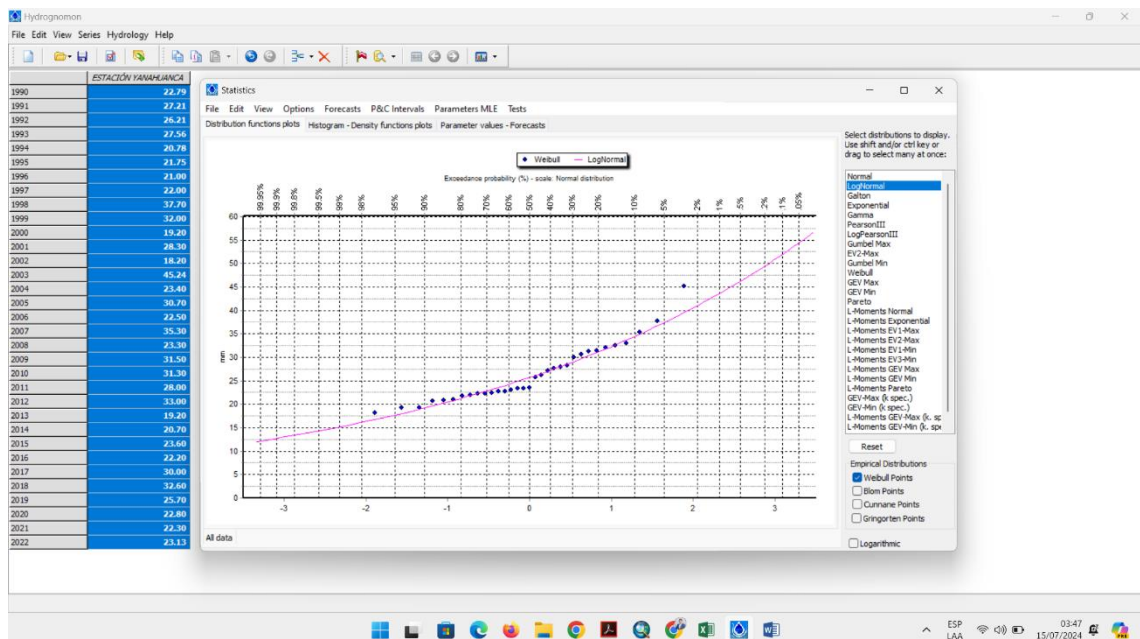 Hydrognomon
File Edit View Series Hydrology Help
ESTACIÓN YANAHUANCA
1990 22.79
1991 27.21
1992 26.21
1993 27.56
1994 20.78
1995 21.75
1996 21.00
1997 22.00
1998 37.70
1999 32.00
2000 19.20
2001 28.30
2002 18.20
2003 45.24
2004 23.40
2005 30.70
2006 22.50
2007 35.30
2008 23.30
2009 31.50
2010 31.30
2011 28.00
2012 33.00
2013 19.20
2014 20.70
2015 23.60
2016 22.20
2017 30.00
2018 32.60
2019 25.70
2020 22.80
2021 22.30
2022 23.13
Statistics
File Edit View Options Forecasts P&C Intervals Parameters MLE Tests
Distribution functions plots Histogram - Density functions plots Parameter values - Forecasts
Weibull LogNormal
Exceedance probability (%) - scale: Normal distribution
99.95% 99.9% 99.8% 99.5% 99% 98% 95% 90% 80% 70% 60% 50% 40% 30% 20% 10% 5% 2% 1% .5% .2% .1% .05%
60
55
50
45
40
35
30
25
20
15
10
5
0
mm
-3 -2 -1 0 1 2 3
All data
Select distributions to display.
Use shift and/or ctrl key or
drag to select many at once:
Normal
LogNormal
Galton
Exponential
Gamma
PearsonIII
LogPearsonIII
Gumbel Max
EV2-Max
Gumbel Min
Weibull
GEV Max
GEV Min
Pareto
L-Moments Normal
L-Moments Exponential
L-Moments EV1-Max
L-Moments EV2-Max
L-Moments EV1-Min
L-Moments EV3-Min
L-Moments GEV Max
L-Moments GEV Min
L-Moments Pareto
GEV-Max (k spec.)
GEV-Min (k spec.)
L-Moments GEV-Max (k. sp
L-Moments GEV-Min (k. spe
Reset
Empirical Distributions
Weibull Points
Blom Points
Cunnane Points
Gringorten Points
Logarithmic
ESP
LAA
03:47
15/07/2024